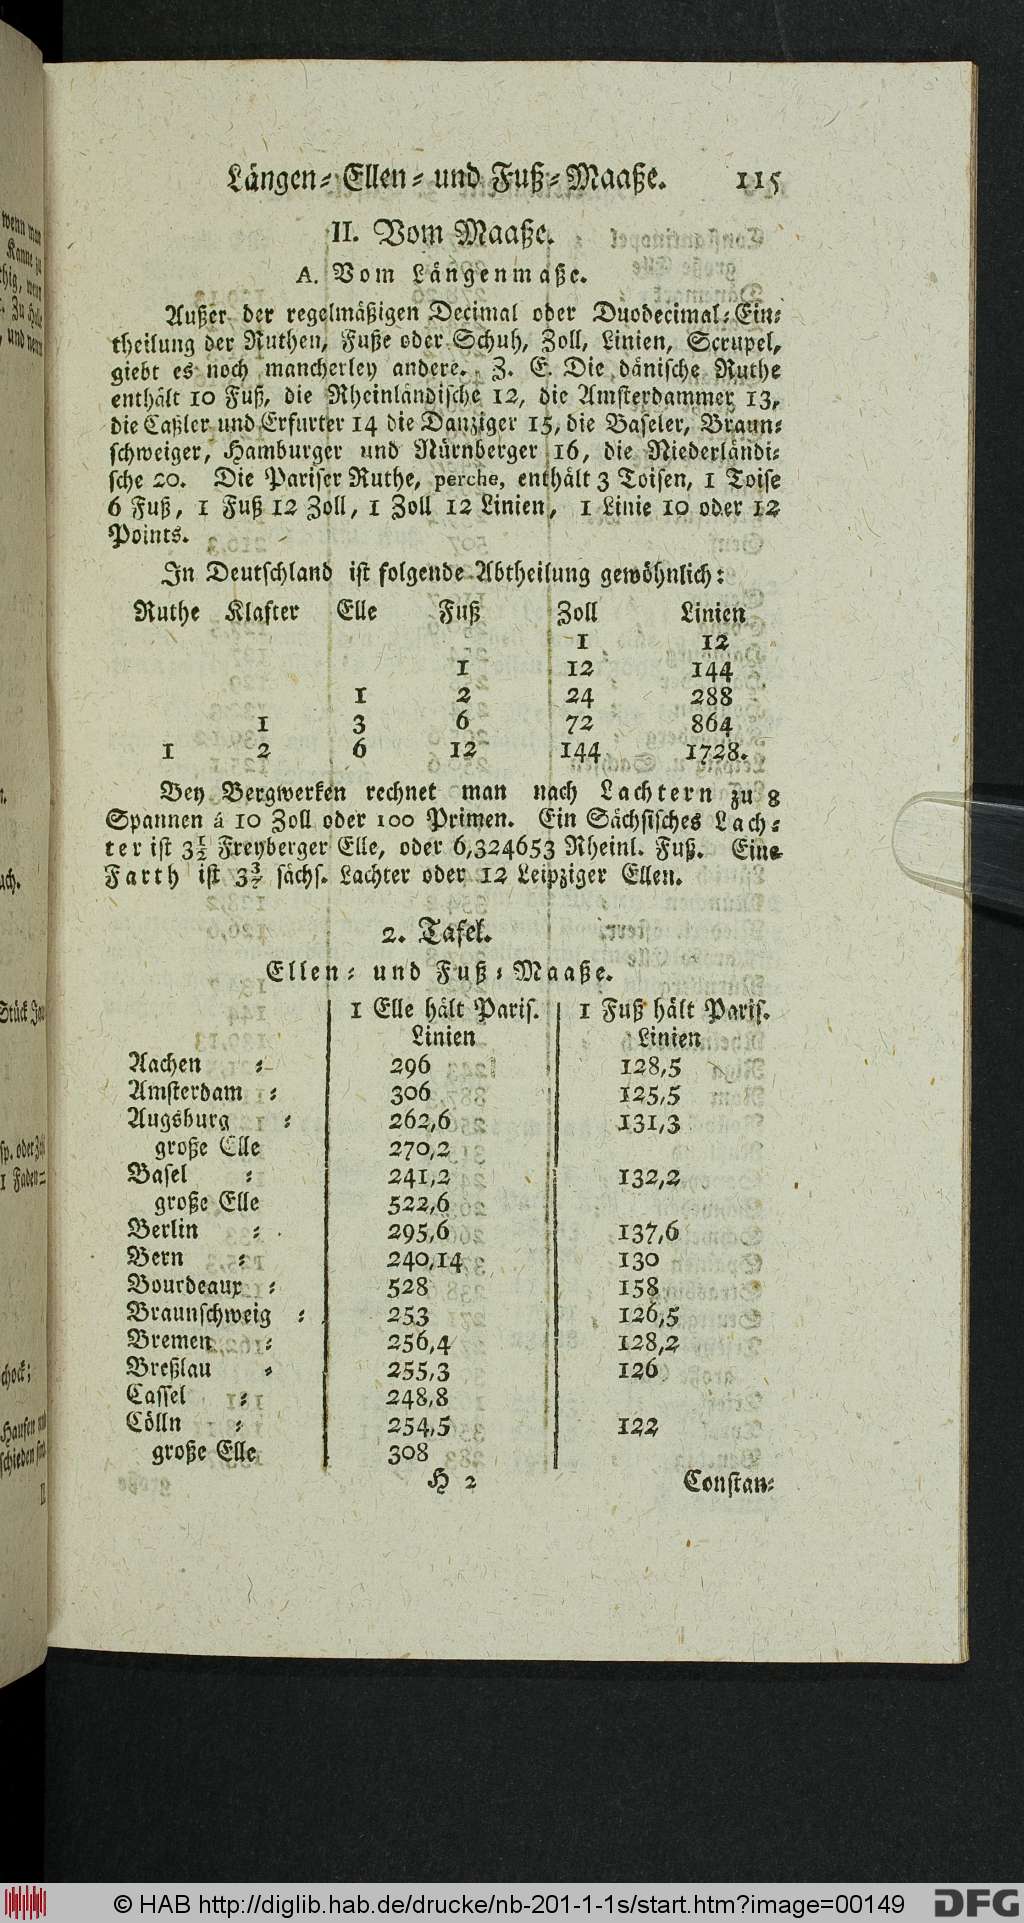 Längen- Ellen- und Fuß-Maaße. 115
II. Vom Maaße.
A. Vom Längenmaße.
Außer der regelmäßigen Decimal oder Duodecimal-Ein-
theilung der Ruthen, Fuße oder Schuh, Zoll, Linien, Scrupel,
giebt es noch mancherley andere. Z. E. Die dänische Ruthe
enthält 10 Fuß, die Rheinländische 12, die Amsterdammer 13,
die Caßler und Erfurter 14 die Danziger 15, die Baseler, Braun-
schweiger, Hamburger und Nürnberger 16, die Niederländi-
sche 20. Die Pariser Ruthe, perche, enthält 3 Toisen, 1 Toise
6 Fuß, 1 Fuß 12 Zoll, 1 Zoll 12 Linien, 1 Linie 10 oder 12
Points.
In Deutschland ist folgende Abtheilung gewöhnlich:
Ruthe Klafter Elle Fuß Zoll Linien
1 12
1 12 144
1 2 24 288
1 3 6 72 864
1 2 6 12 144 1728.
Bey Bergwerken rechnet man nach Lachtern zu 8
Spannen á 10 Zoll oder 100 Primen. Ein Sächsisches Lach-
ter ist 3½ Freyberger Elle, oder 6,324653 Rheinl. Fuß. Eine
Farth ist 3 3/7 sächs. Lachter oder 12 Leipziger Ellen.
2. Tafel.
Ellen- und Fuß-Maaße.
1 Elle hält Paris. 1 Fuß hält Paris.
Linien Linien
Aachen - 296 128,5
Amsterdam - 306 125,5
Augsburg - 262,6 131,3
große Elle 270,2
Basel - 241,2 132,2
große Elle 522,6
Berlin - 295,6 137,6
Bern - 240,14 130
Bourdeaux - 528 158
Braunschweig - 253 126,5
Bremen - 256,4 128,2
Breßlau - 255,3 126
Cassel - 248,8
Cölln - 254,5 122
große Elle 308
H 2 Constan-
© HAB http://diglib.hab.de/drucke/nb-201-1-1s/start.htm?image=00149 DFG